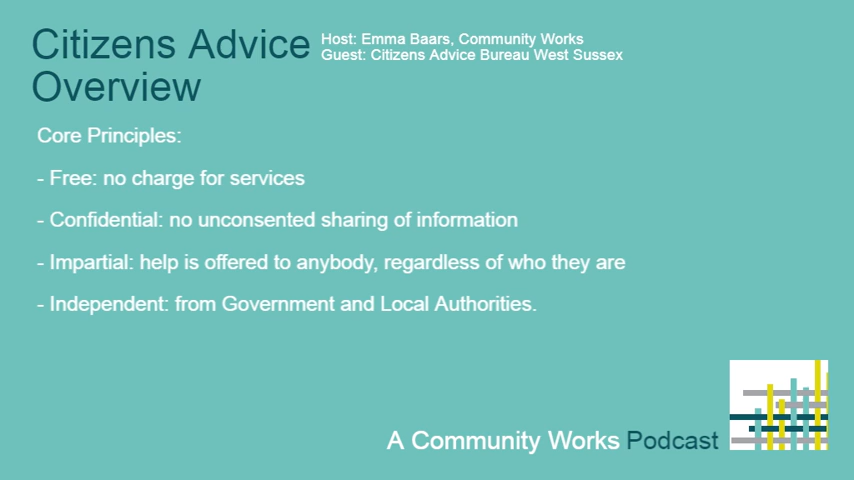 Citizens Advice
Overview
Host: Emma Baars, Community Works
Guest: Citizens Advice Bureau West Sussex
Core Principles:
- Free: no charge for services
- Confidential: no unconsented sharing of information
- Impartial: help is offered to anybody, regardless of who they are
- Independent: from Government and Local Authorities.
A Community Works Podcast